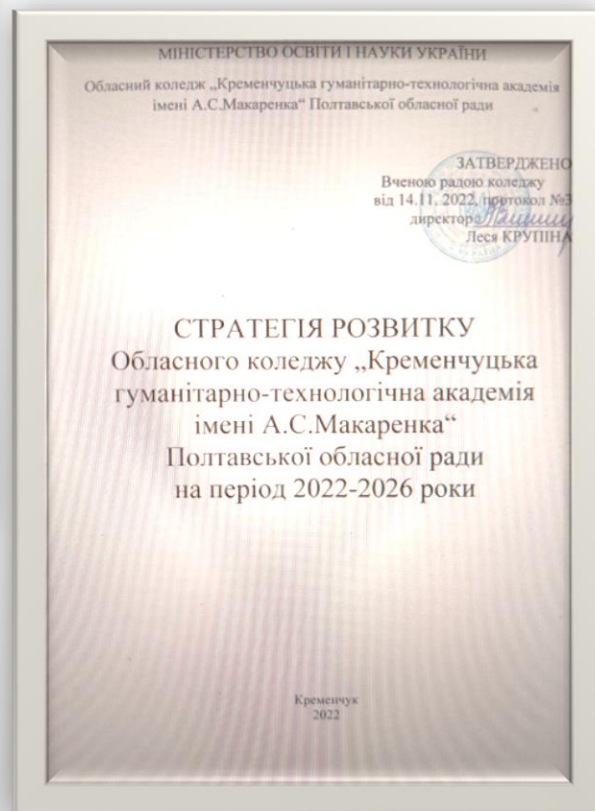 МІНІСТЕРСТВО ОСВІТИ І НАУКИ УКРАЇНИ
Обласний коледж „Кременчуцька гуманітарно-технологічна академія
імені А.С.Макаренка“ Полтавської обласної ради
ЗАТВЕРДЖЕНО
Вченою радою коледжу
від 14.11. 2022, протокол №3
директор
Леся КРУПІНА
СТРАТЕГІЯ РОЗВИТКУ
Обласного коледжу „Кременчуцька
гуманітарно-технологічна академія
імені А.С.Макаренка“
Полтавської обласної ради
на період 2022-2026 роки
Кременчук
2022